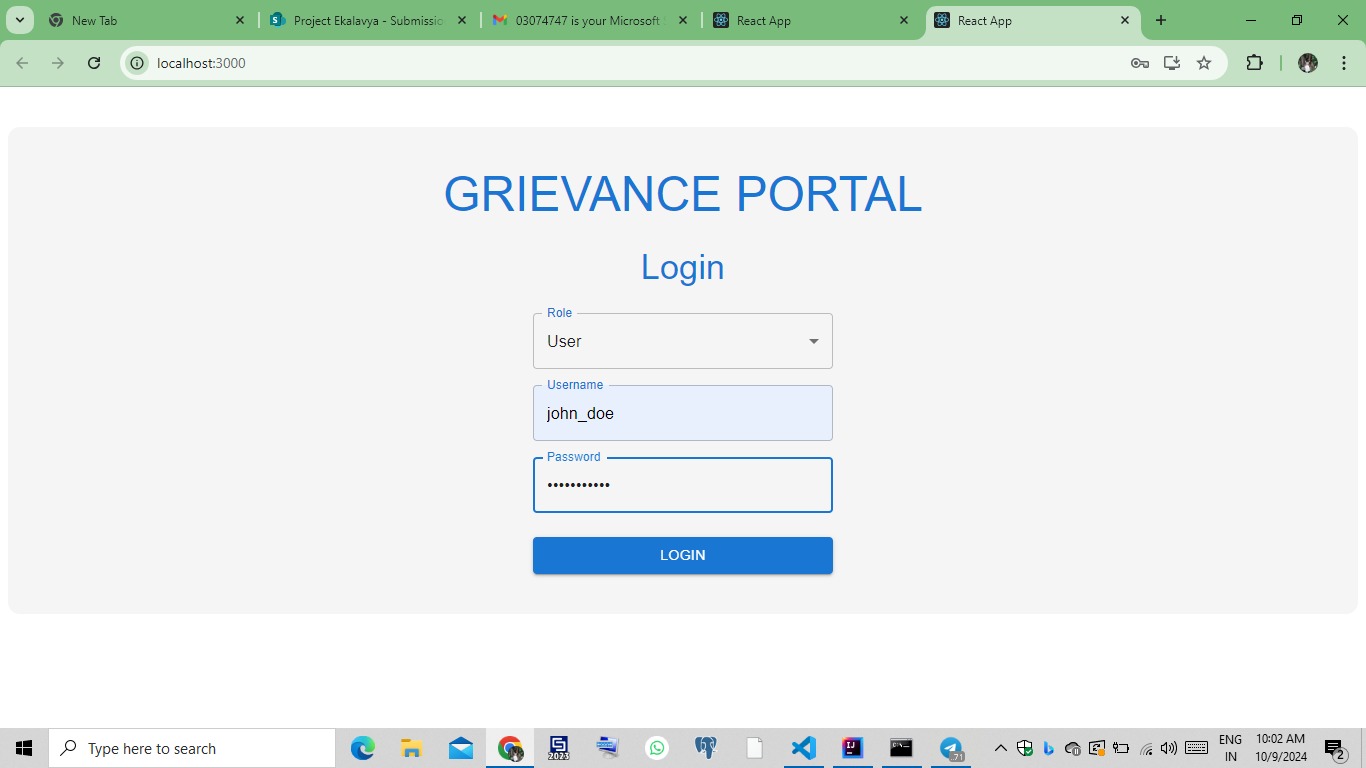 New Tab
Project Ekalavya - Submissio
03074747 is your Microsoft
React App
React App
localhost:3000
GRIEVANCE PORTAL
Login
Role
User
Username
john_doe
Password
•••••••••••
LOGIN
Type here to search
2023
71
ENG
IN
10:02 AM
10/9/2024
2